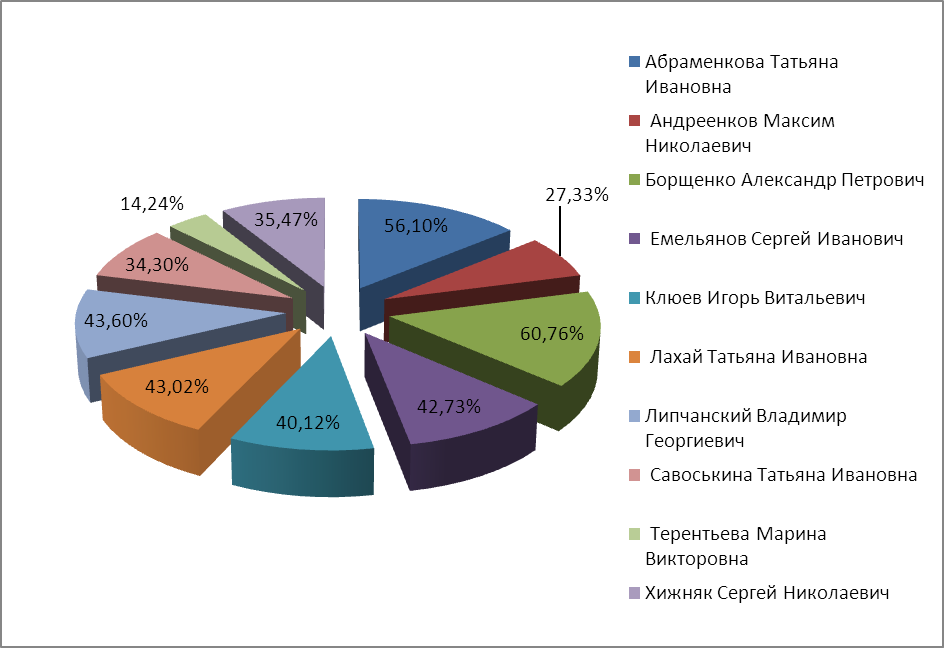 56,10%
27,33%
60,76%
42,73%
40,12%
43,02%
43,60%
34,30%
14,24%
35,47%
Абраменкова Татьяна
Ивановна
Андреенков Максим
Николаевич
Борщенко Александр Петрович
Емельянов Сергей Иванович
Клюев Игорь Витальевич
Лахай Татьяна Ивановна
Липчанский Владимир
Георгиевич
Савоськина Татьяна Ивановна
Терентьева Марина
Викторовна
Хижняк Сергей Николаевич